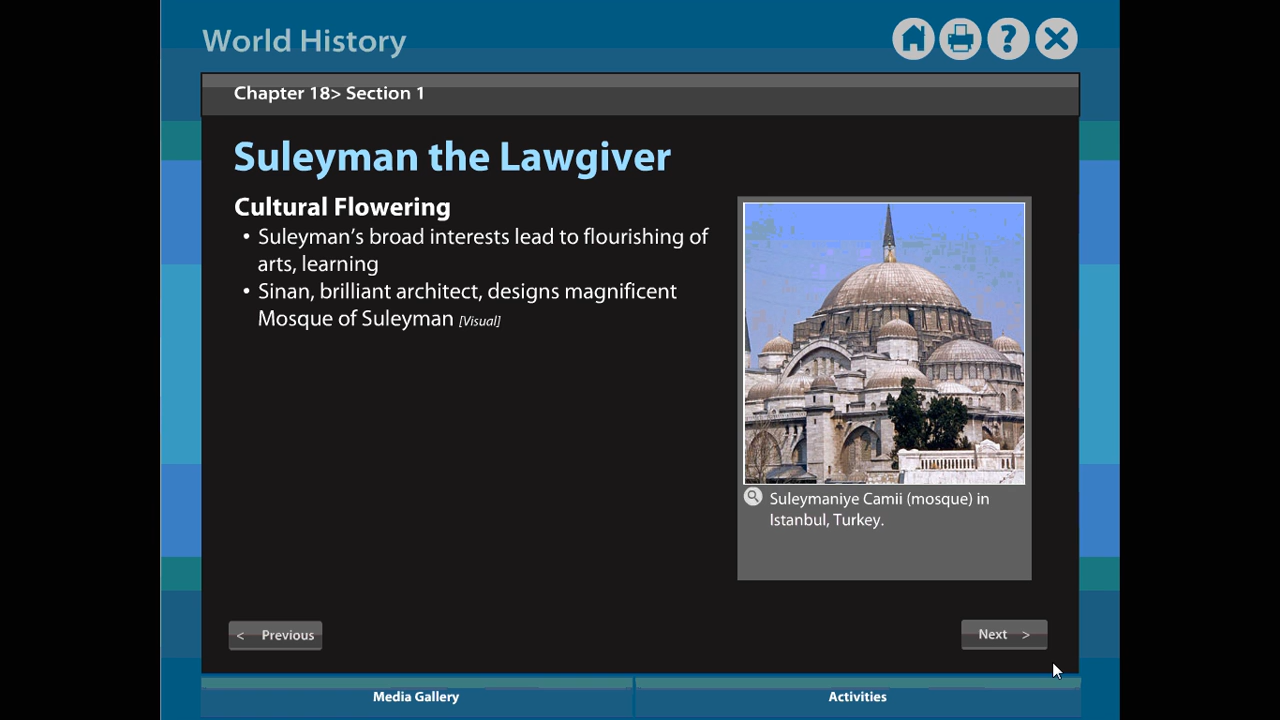 World History
?
Chapter 18> Section 1
Suleyman the Lawgiver
Cultural Flowering
• Suleyman’s broad interests lead to flourishing of
arts, learning
• Sinan, brilliant architect, designs magnificent
Mosque of Suleyman [Visual]
Suleymaniye Camii (mosque) in
Istanbul, Turkey.
< Previous
Next >
Media Gallery
Activities